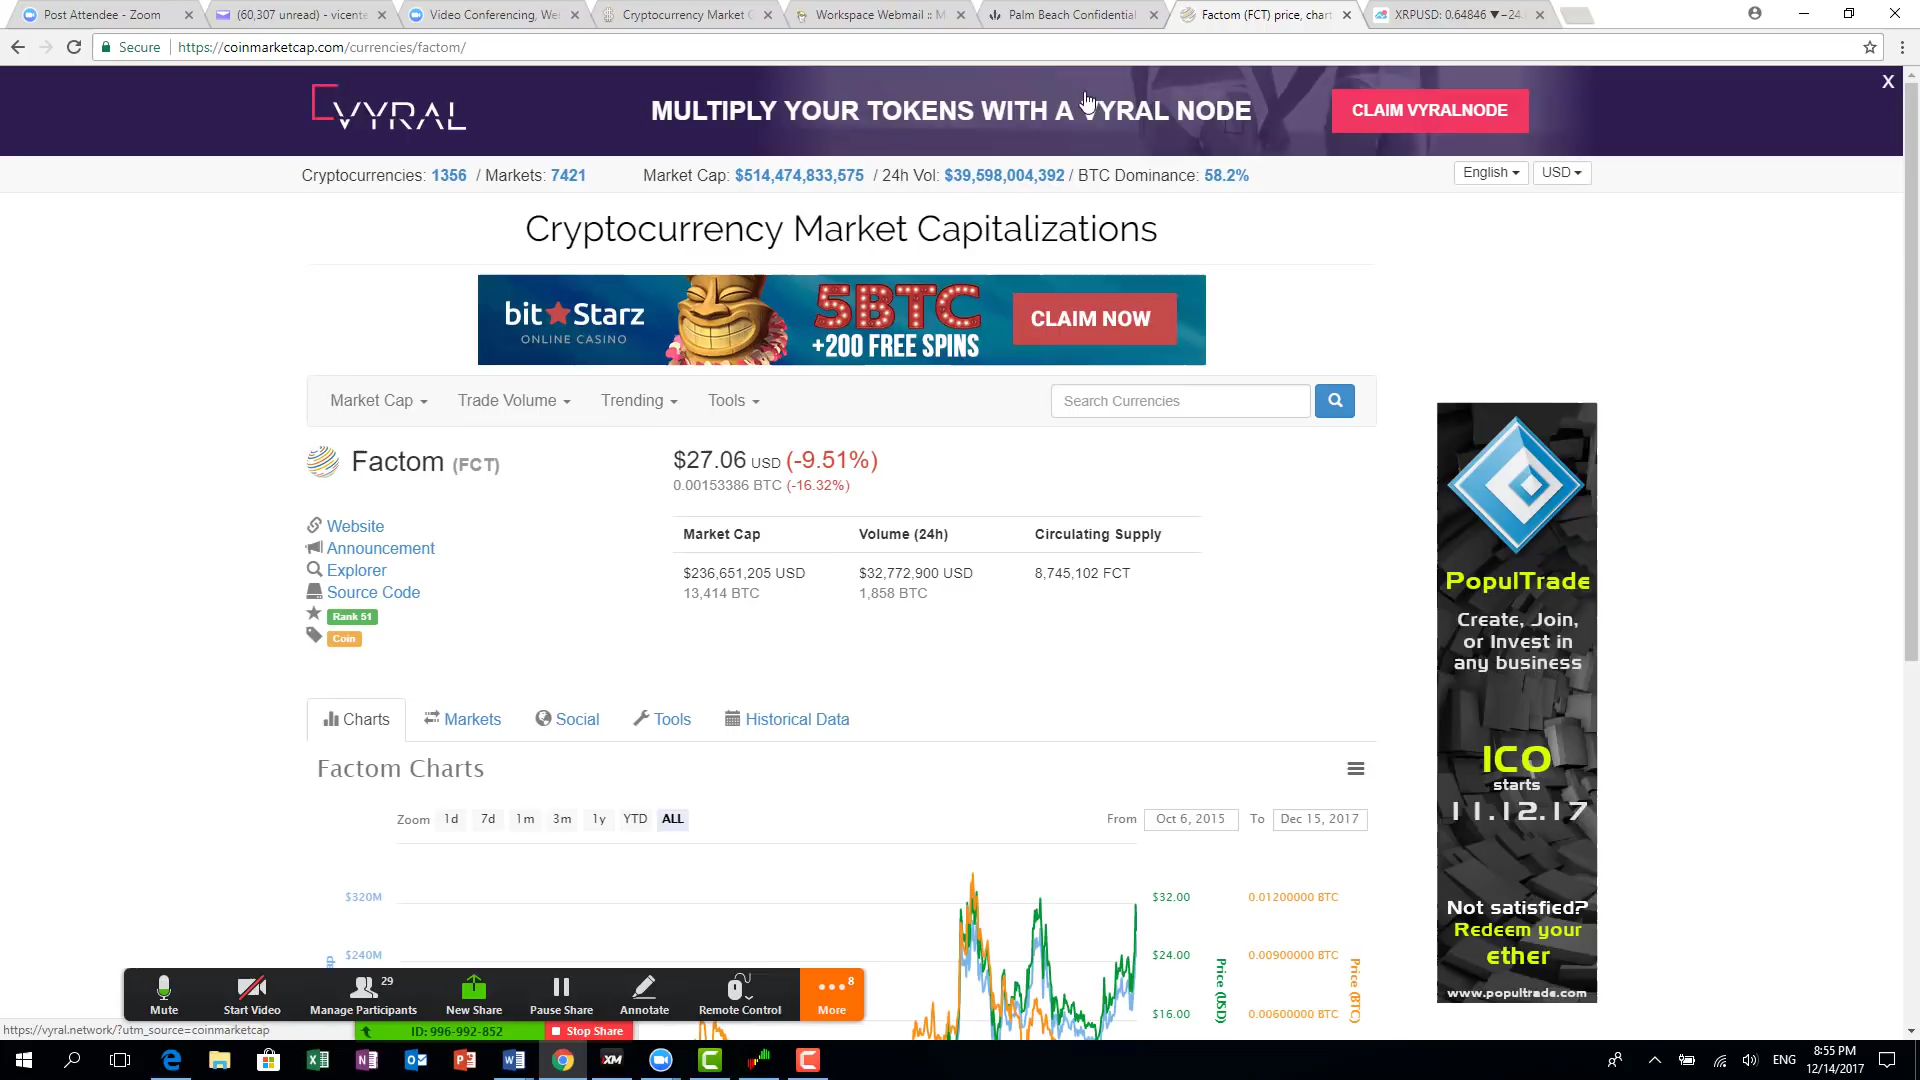 Post Attendee - Zoom
(60,307 unread) - vicente
Video Conferencing, We
Cryptocurrency Market C
Workspace Webmail :: M
Palm Beach Confidential
Factom (FCT) price, char
XRPUSD: 0.64846 ▼−24.
Secure
https://coinmarketcap.com/currencies/factom/
VYRAL
MULTIPLY YOUR TOKENS WITH A VYRAL NODE
CLAIM VYRALNODE
X
Cryptocurrencies: 1356 / Markets: 7421
Market Cap: $514,474,833,575 / 24h Vol: $39,598,004,392 / BTC Dominance: 58.2%
English
USD
Cryptocurrency Market Capitalizations
bitStarz
ONLINE CASINO
5BTC
+200 FREE SPINS
CLAIM NOW
Market Cap
Trade Volume
Trending
Tools
Search Currencies
Factom (FCT)
$27.06 USD (-9.51%)
0.00153386 BTC (-16.32%)
Website
Announcement
Explorer
Source Code
Rank 51
Coin
Market Cap Volume (24h) Circulating Supply
$236,651,205 USD $32,772,900 USD 8,745,102 FCT
13,414 BTC 1,858 BTC
PopulTrade
Create, Join,
or Invest in
any business
ICO
starts
11.12.17
Not satisfied?
Redeem your
ether
www.popultrade.com
Charts
Markets
Social
Tools
Historical Data
Factom Charts
Zoom 1d 7d 1m 3m 1y YTD ALL
From Oct 6, 2015 To Dec 15, 2017
$320M
$240M
$32.00
$24.00
$16.00
Price (USD)
0.01200000 BTC
0.00900000 BTC
0.00600000 BTC
Price (BTC)
Mute
Start Video
29
Manage Participants
New Share
Pause Share
Annotate
Remote Control
8
More
ID: 996-992-852
Stop Share
https://vyral.network/?utm_source=coinmarketcap
XM
ENG
8:55 PM
12/14/2017